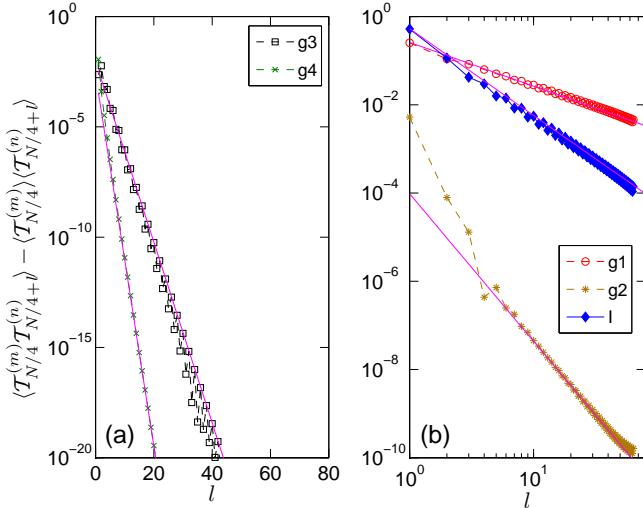 ⟨T_{N/4}^{(m)} T_{N/4+l}^{(n)}⟩ − ⟨T_{N/4}^{(m)}⟩⟨T_{N/4+l}^{(n)}⟩
10^0
10^{-5}
10^{-10}
10^{-15}
10^{-20}
0 20 40 60 80
l
(a)
g3
g4
10^0
10^{-2}
10^{-4}
10^{-6}
10^{-8}
10^{-10}
10^0 10^1
l
(b)
g1
g2
I